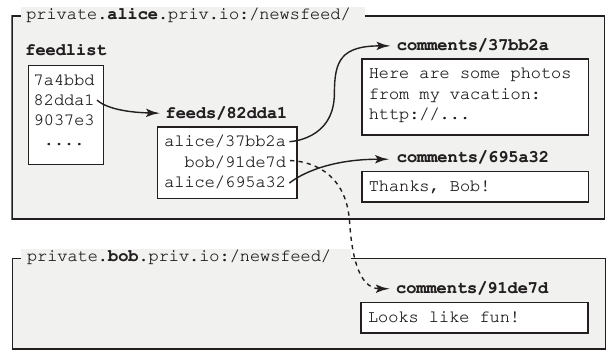 private.alice.priv.io:/newsfeed/
feedlist
7a4bbd
82dda1
9037e3
....
feeds/82dda1
alice/37bb2a
bob/91de7d
alice/695a32
comments/37bb2a
Here are some photos
from my vacation:
http://...
comments/695a32
Thanks, Bob!
private.bob.priv.io:/newsfeed/
comments/91de7d
Looks like fun!